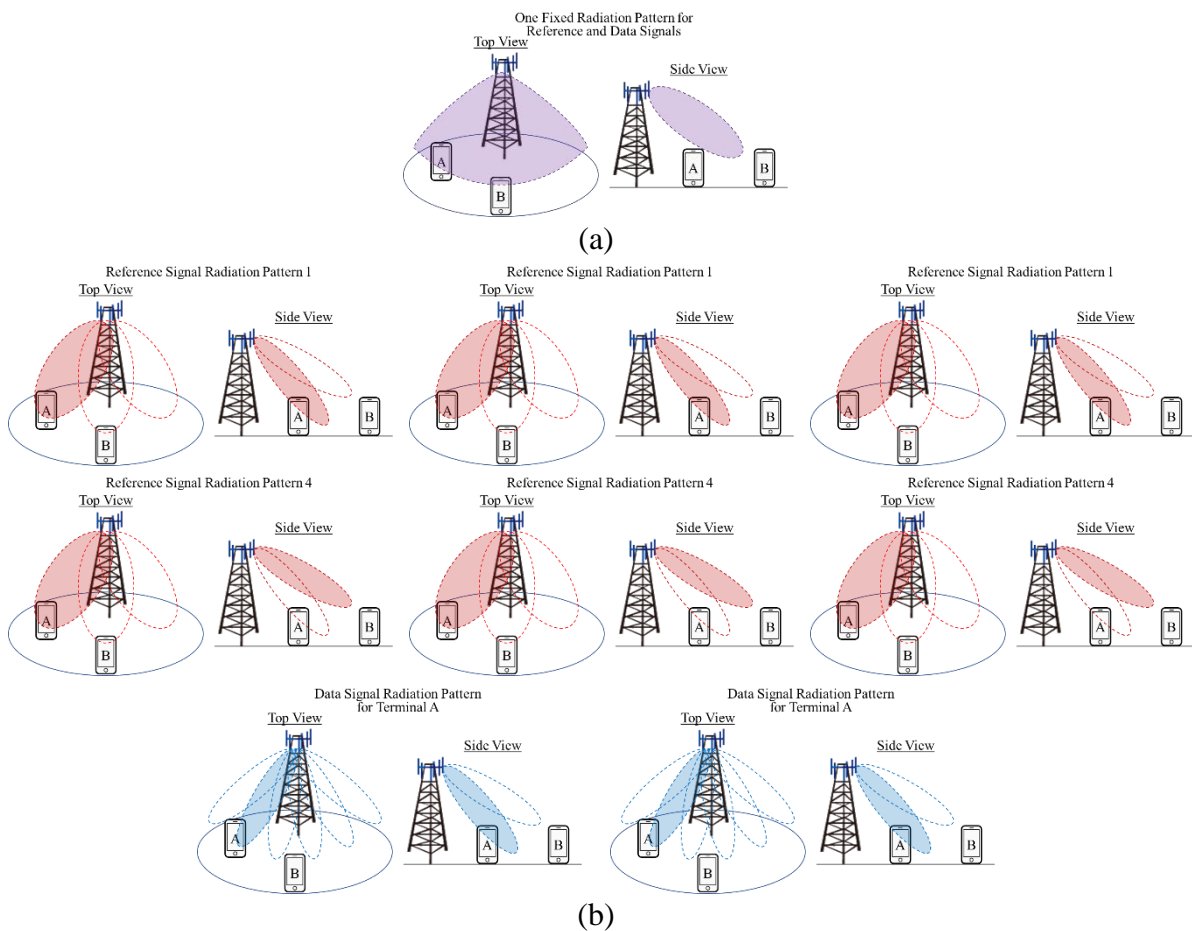 One Fixed Radiation Pattern for
Reference and Data Signals
Top View
Side View
A
B
A
B
(a)
Reference Signal Radiation Pattern 1
Top View
Side View
A
B
A
B
Reference Signal Radiation Pattern 1
Top View
Side View
A
B
A
B
Reference Signal Radiation Pattern 1
Top View
Side View
A
B
A
B
Reference Signal Radiation Pattern 4
Top View
Side View
A
B
A
B
Reference Signal Radiation Pattern 4
Top View
Side View
A
B
A
B
Reference Signal Radiation Pattern 4
Top View
Side View
A
B
A
B
Data Signal Radiation Pattern
for Terminal A
Top View
Side View
A
B
A
B
Data Signal Radiation Pattern
for Terminal A
Top View
Side View
A
B
A
B
(b)